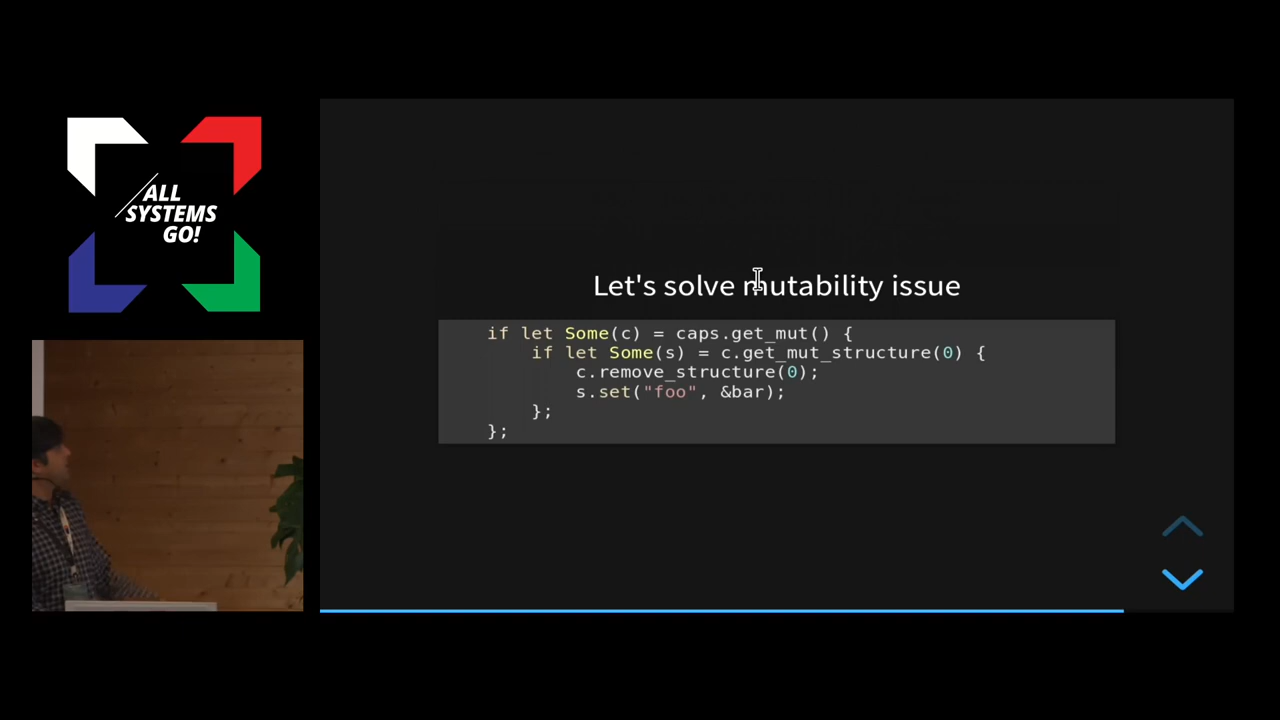 ALL
SYSTEMS
GO!
Let's solve mutability issue
if let Some(c) = caps.get_mut() {
    if let Some(s) = c.get_mut_structure(0) {
        c.remove_structure(0);
        s.set("foo", &bar);
    };
};